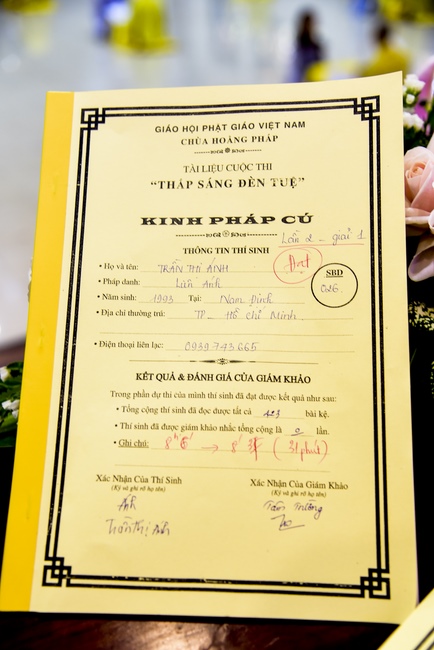 GIÁO HỘI PHẬT GIÁO VIỆT NAM
CHÙA HOẰNG PHÁP
TÀI LIỆU CUỘC THI
"THẮP SÁNG ĐÈN TUỆ"
KINH PHÁP CÚ
Lần 2 - giải 1
THÔNG TIN THÍ SINH
Đạt
• Họ và tên: TRẦN THỊ ÁNH
SBD
026
• Pháp danh: Liên Ánh
• Năm sinh: 1993 Tại: Nam Định
• Địa chỉ thường trú: TP_ Hồ Chí Minh
• Điện thoại liên lạc: 0939.743.665
KẾT QUẢ & ĐÁNH GIÁ CỦA GIÁM KHẢO
Trong phần dự thi của mình thí sinh đã đạt được kết quả như sau:
• Tổng cộng thí sinh đã đọc được tất cả 423 bài kệ.
• Thí sinh đã được giám khảo nhắc tổng cộng là 0 lần.
• Ghi chú: (31 phút)
Xác Nhận Của Thí Sinh
(Ký và ghi rõ họ tên)
Ánh
Trần Thị Ánh
Xác Nhận Của Giám Khảo
(Ký và ghi rõ họ tên)
Tâm Trường